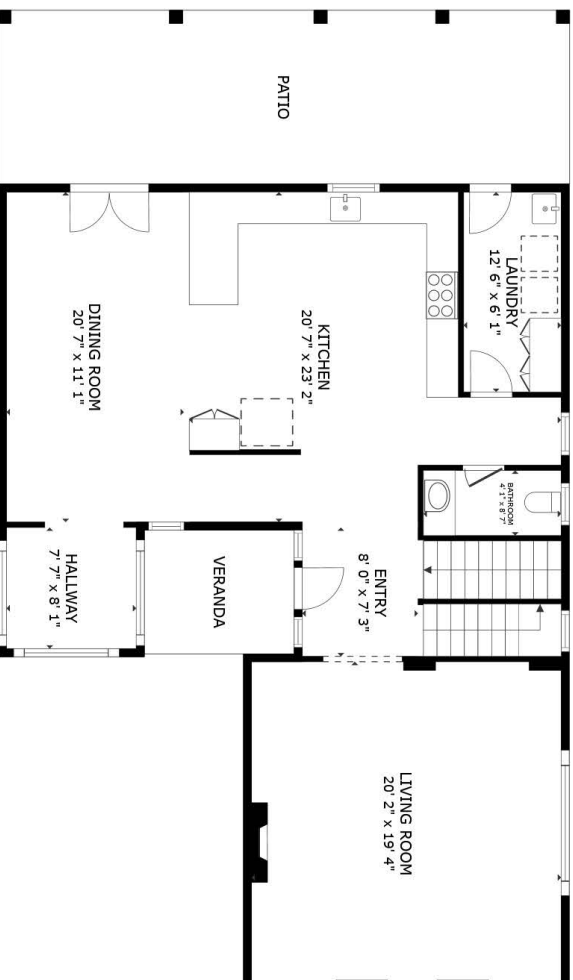 PATIO
LAUNDRY
12' 6" x 6' 1"
KITCHEN
20' 7" x 23' 2"
DINING ROOM
20' 7" x 11' 1"
BATHROOM
4' 1" x 8' 7"
ENTRY
8' 0" x 7' 3"
VERANDA
HALLWAY
7' 7" x 8' 1"
LIVING ROOM
20' 2" x 19' 4"